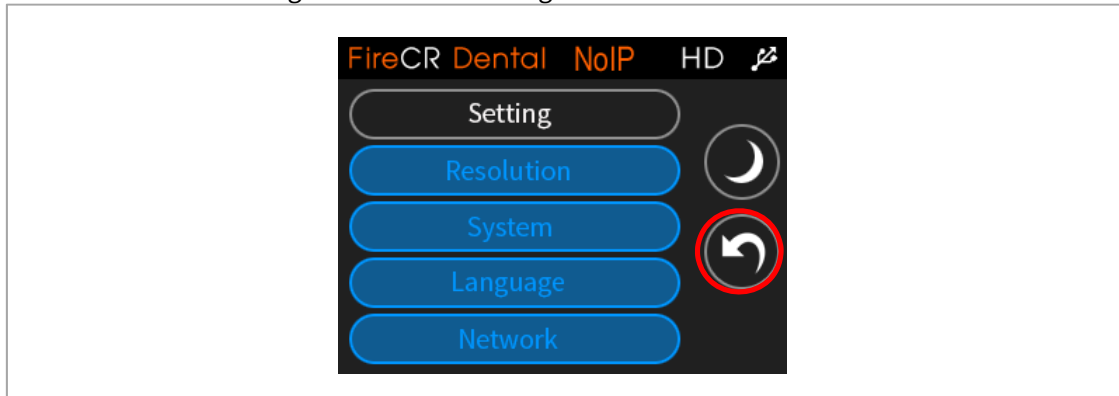 FireCR Dental NoIP HD
Setting
Resolution
System
Language
Network